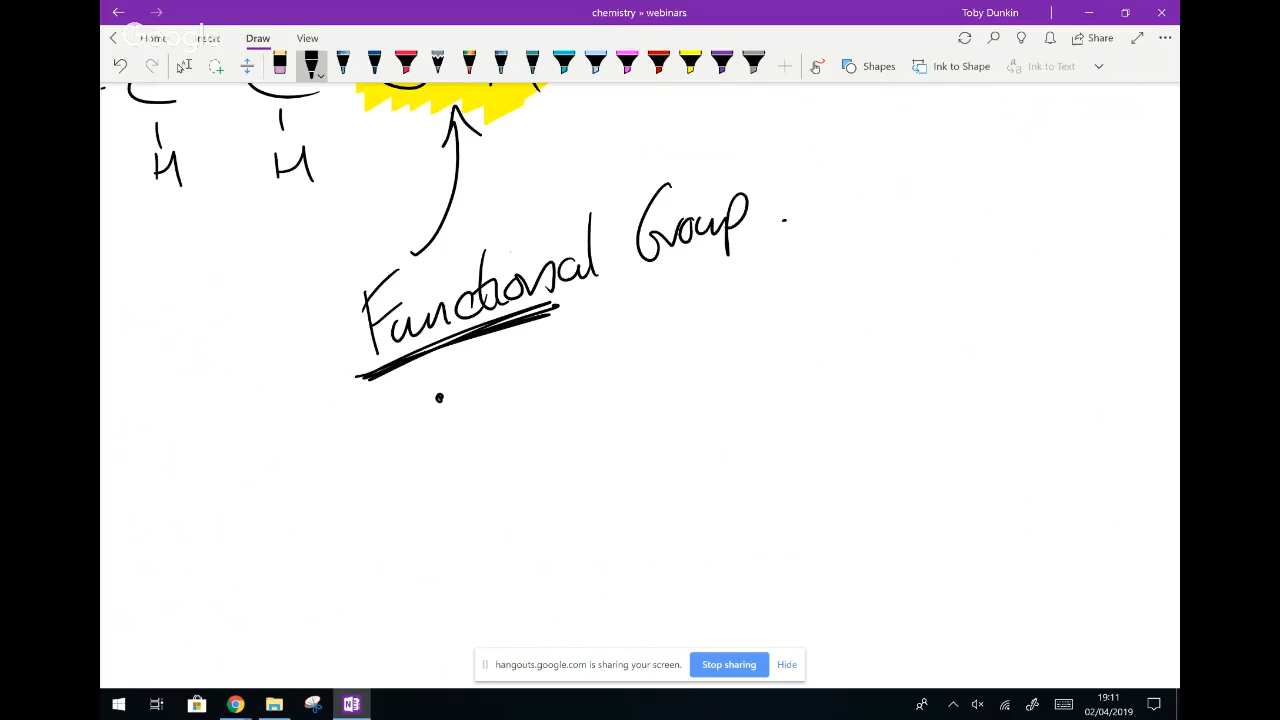 chemistry » webinars
Toby Dunkin
Google
Home Insert Draw View
Share
Shapes Ink to Shape Ink to Text
H H
Functional Group .
hangouts.google.com is sharing your screen. Stop sharing Hide
19:11
02/04/2019